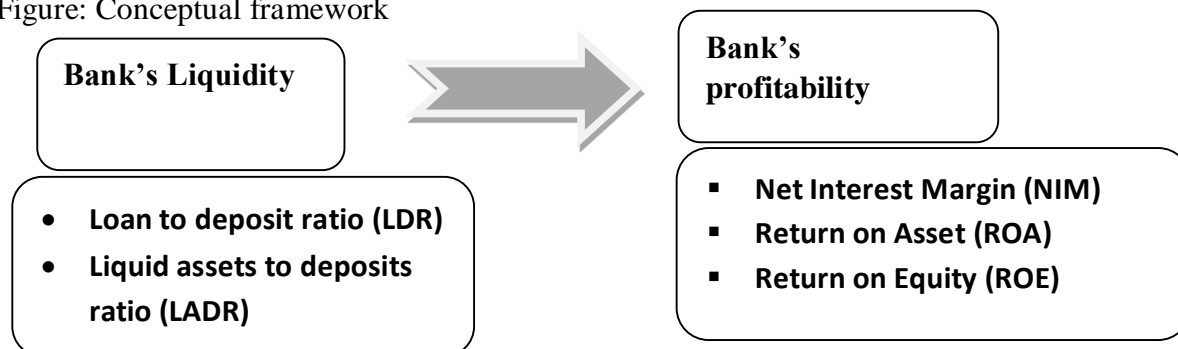 Figure: Conceptual framework
Bank’s Liquidity
• Loan to deposit ratio (LDR)
• Liquid assets to deposits
ratio (LADR)
Bank’s
profitability
▪ Net Interest Margin (NIM)
▪ Return on Asset (ROA)
▪ Return on Equity (ROE)